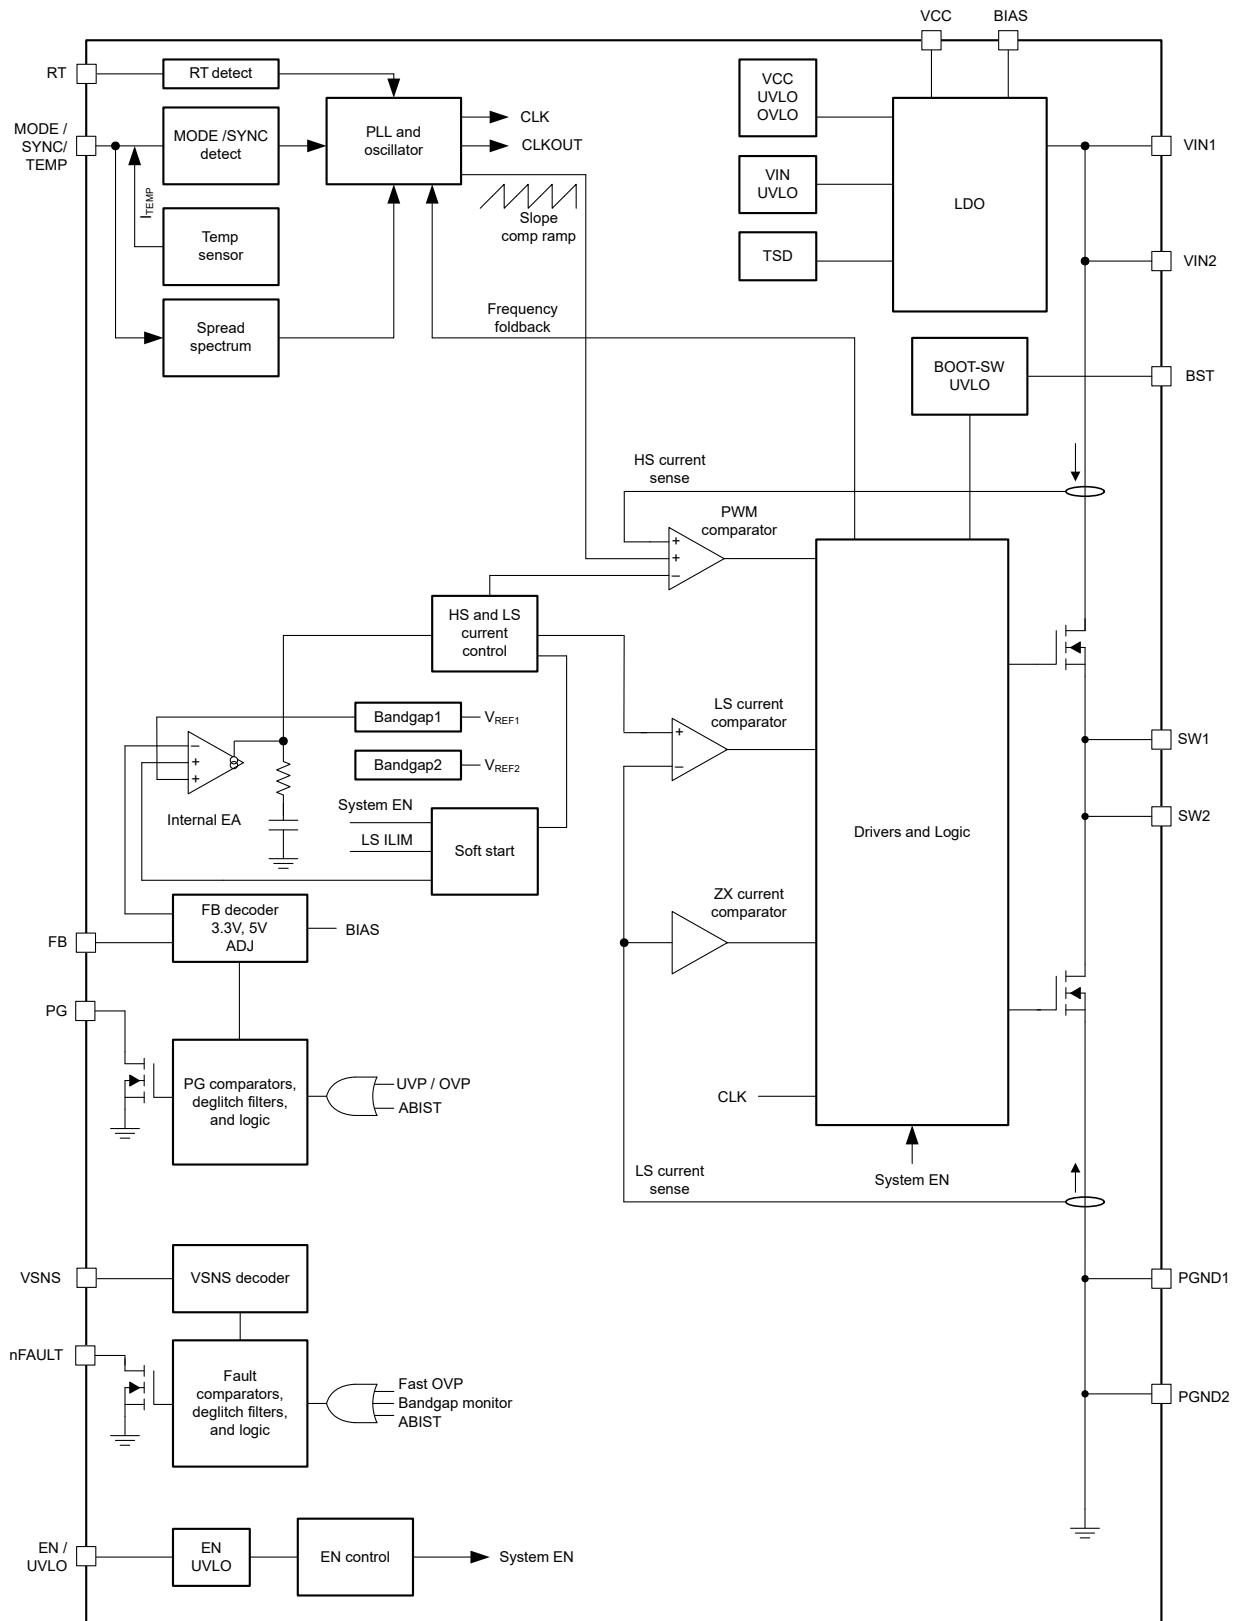 VCC
BIAS
RT
RT detect
MODE /
SYNC/
TEMP
MODE /SYNC
detect
PLL and
oscillator
CLK
CLKOUT
VCC
UVLO
OVLO
VIN
UVLO
TSD
LDO
VIN1
VIN2
ITEMP
Temp
sensor
Slope
comp ramp
Spread
spectrum
Frequency
foldback
BOOT-SW
UVLO
BST
HS current
sense
PWM
comparator
+
+
−
HS and LS
current
control
Bandgap1
VREF1
Bandgap2
VREF2
−
+
+
Internal EA
System EN
LS ILIM
Soft start
LS current
comparator
+
−
Drivers and Logic
SW1
SW2
FB decoder
3.3V, 5V
ADJ
BIAS
FB
ZX current
comparator
PG
PG comparators,
deglitch filters,
and logic
UVP / OVP
ABIST
CLK
System EN
LS current
sense
VSNS
VSNS decoder
PGND1
nFAULT
Fault
comparators,
deglitch filters,
and logic
Fast OVP
Bandgap monitor
ABIST
PGND2
EN /
UVLO
EN
UVLO
EN control
System EN